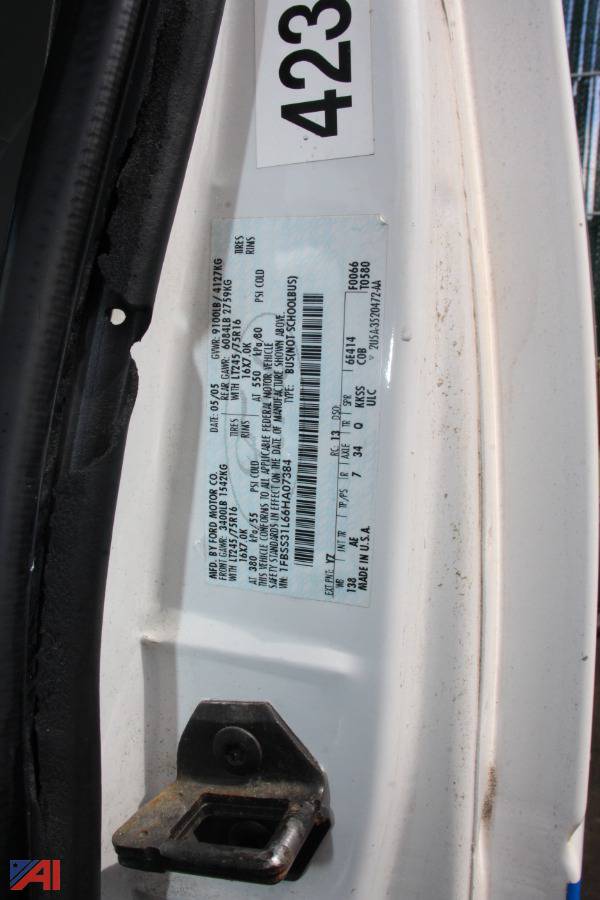 423
MFD. BY FORD MOTOR CO.
DATE: 05/05 GVWR: 9100LB / 4127KG
FRONT GAWR: 3400LB 1542KG REAR GAWR: 6084LB 2759KG
WITH LT245/75R16 TIRES WITH LT245/75R16 TIRES
16X7.0K RIMS 16X7.0K RIMS
AT 380 kPa/55 PSI COLD AT 550 kPa/80 PSI COLD
THIS VEHICLE CONFORMS TO ALL APPLICABLE FEDERAL MOTOR VEHICLE
SAFETY STANDARDS IN EFFECT ON THE DATE OF MANUFACTURE SHOWN ABOVE.
VIN: 1FBSS31L66HA07384 TYPE: BUS(NOT SCHOOLBUS)
EXT PNT: YZ RC: 13 DSO: 6E414 F0066
WB INT TR TP/PS R AXLE TR SPR COB T0580
138 AE 7 34 Q KKSS
MADE IN U.S.A. ULC
AI